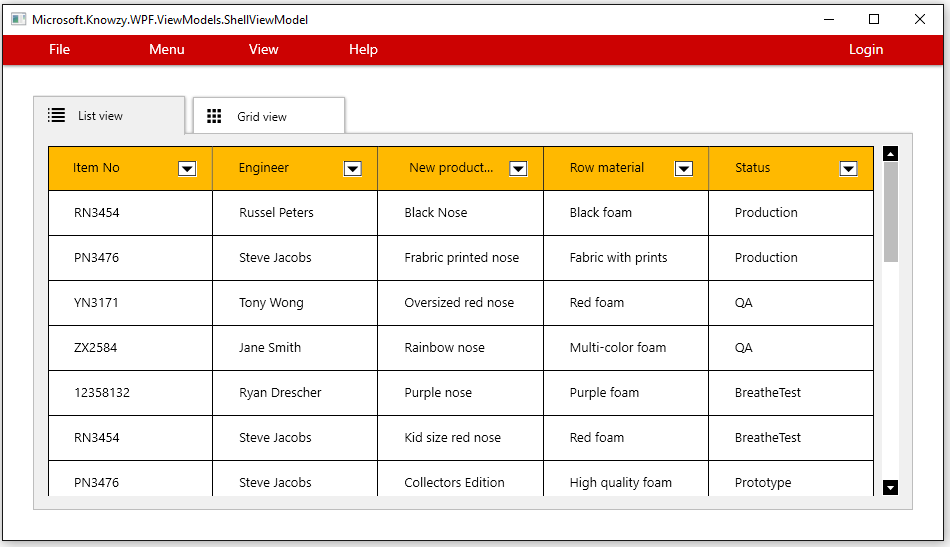 Microsoft.Knowzy.WPF.ViewModels.ShellViewModel
File Menu View Help Login
List view Grid view
Item No Engineer New product... Row material Status
RN3454 Russel Peters Black Nose Black foam Production
PN3476 Steve Jacobs Frabric printed nose Fabric with prints Production
YN3171 Tony Wong Oversized red nose Red foam QA
ZX2584 Jane Smith Rainbow nose Multi-color foam QA
12358132 Ryan Drescher Purple nose Purple foam BreatheTest
RN3454 Steve Jacobs Kid size red nose Red foam BreatheTest
PN3476 Steve Jacobs Collectors Edition High quality foam Prototype